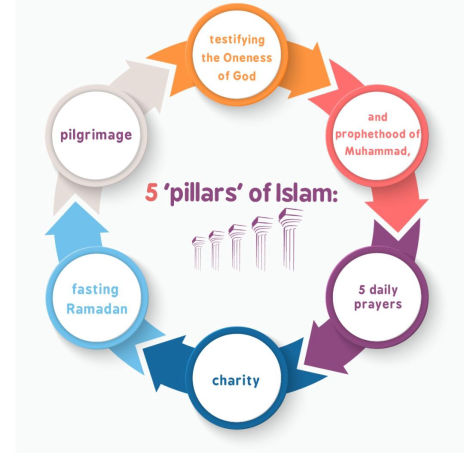 testifying
the Oneness
of God
and
prophethood of
Muhammad,
5 daily
prayers
charity
fasting
Ramadan
pilgrimage
5 'pillars' of Islam: